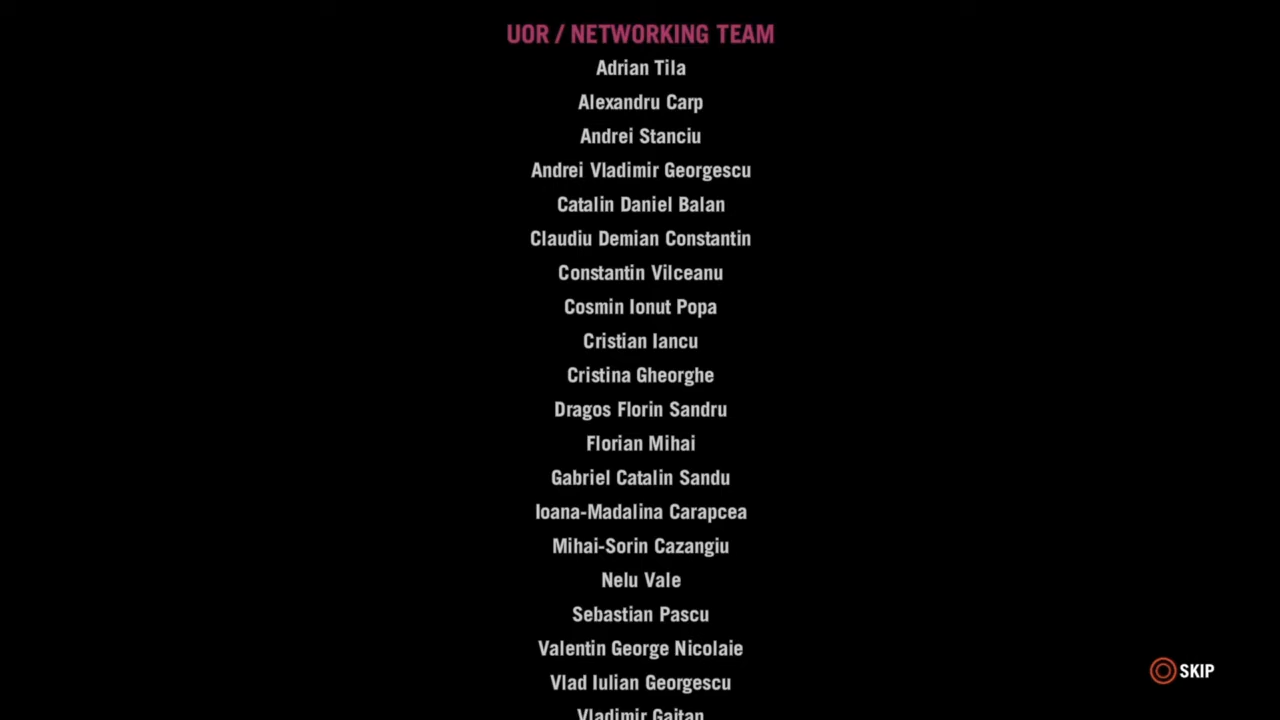 UOR / NETWORKING TEAM
Adrian Tila
Alexandru Carp
Andrei Stanciu
Andrei Vladimir Georgescu
Catalin Daniel Balan
Claudiu Demian Constantin
Constantin Vilceanu
Cosmin Ionut Popa
Cristian Iancu
Cristina Gheorghe
Dragos Florin Sandru
Florian Mihai
Gabriel Catalin Sandu
Ioana-Madalina Carapcea
Mihai-Sorin Cazangiu
Nelu Vale
Sebastian Pascu
Valentin George Nicolaie
Vlad Iulian Georgescu
Vladimir Gaitan
SKIP